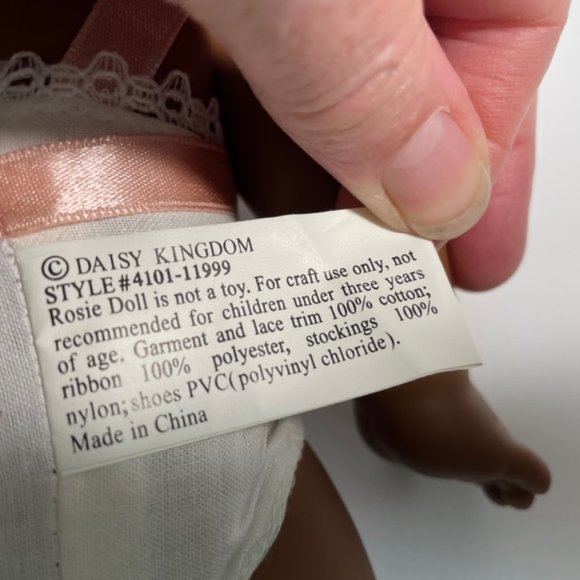 © DAISY KINGDOM
STYLE#4101-11999
Rosie Doll is not a toy. For craft use only, not
recommended for children under three years
of age. Garment and lace trim 100% cotton;
ribbon 100% polyester, stockings 100%
nylon; shoes PVC(polyvinyl chloride).
Made in China